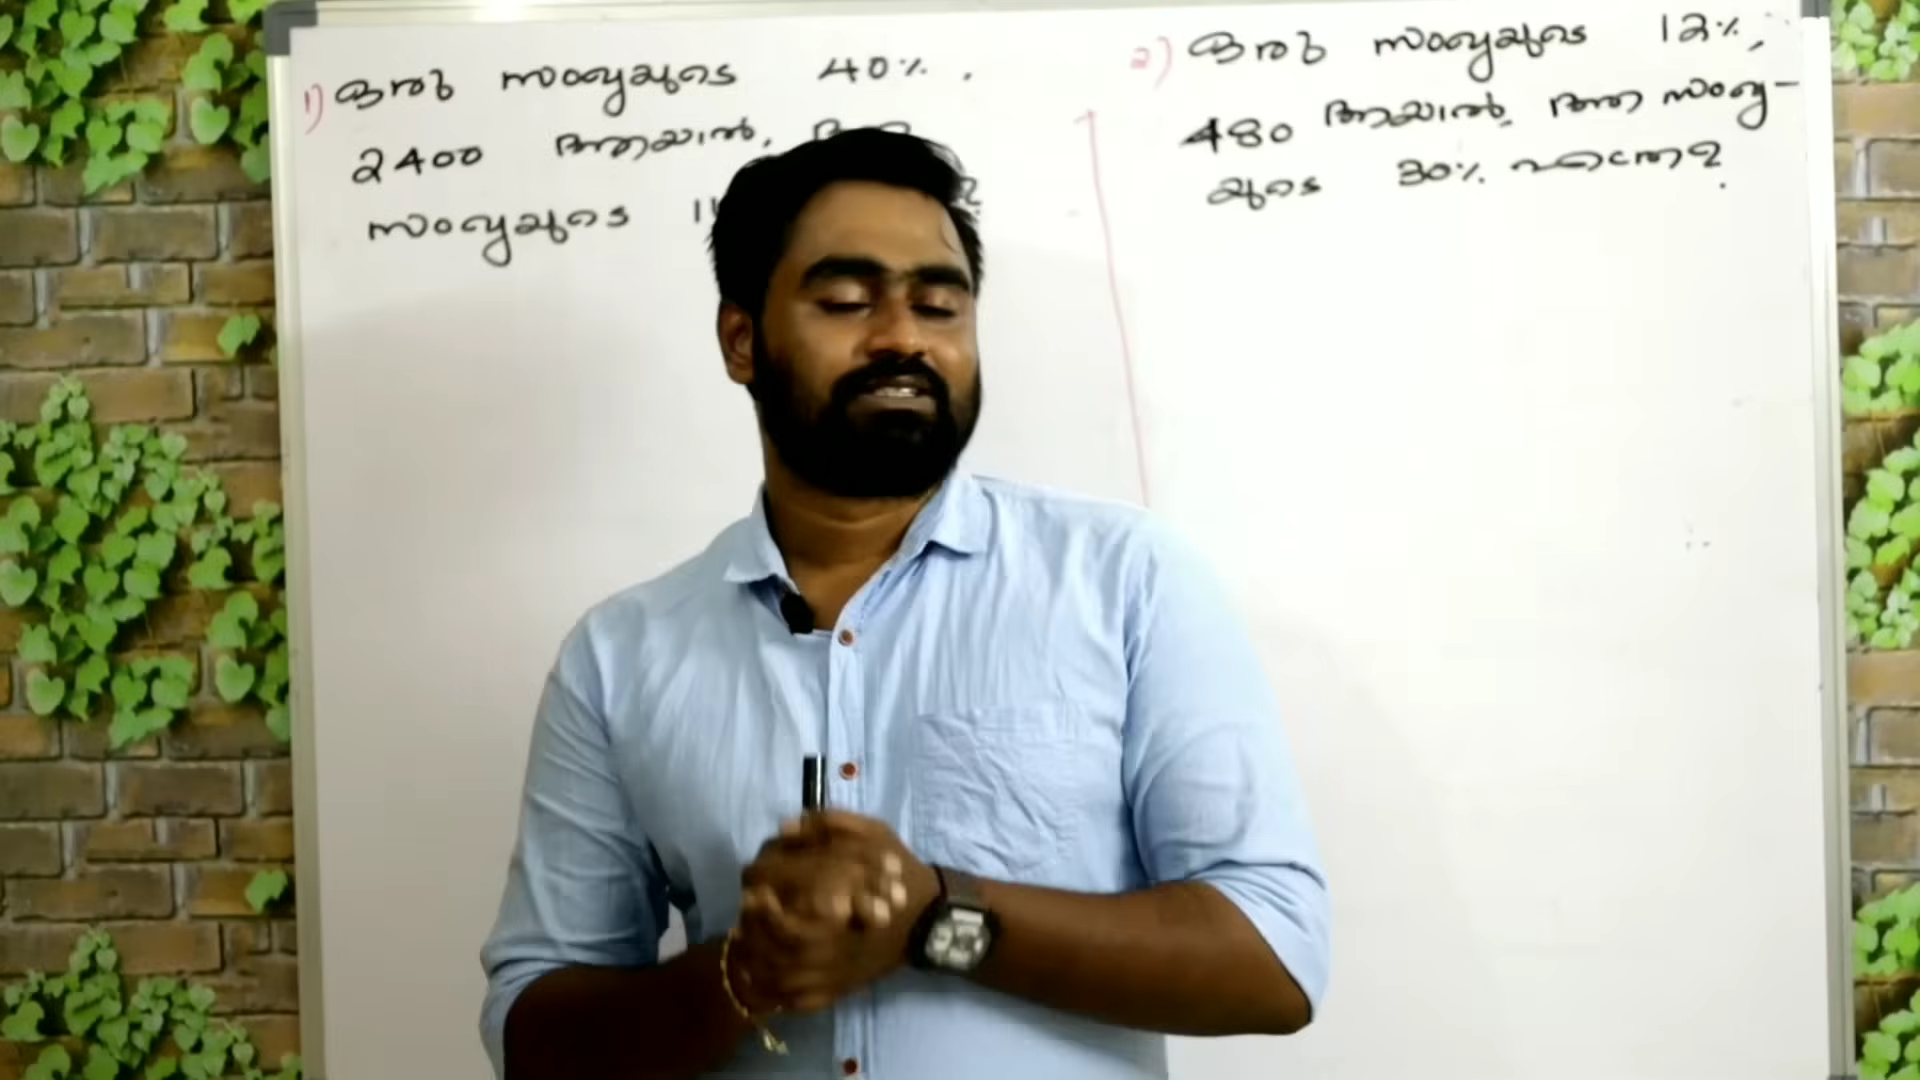 1) ഒരു സംഖ്യയുടെ 40%.
2400 ആയാൽ, ആ
സംഖ്യയുടെ ?
2) ഒരു സംഖ്യയുടെ 12%,
480 ആയാൽ, ആ സംഖ്യ-
യുടെ 30% എത്ര?